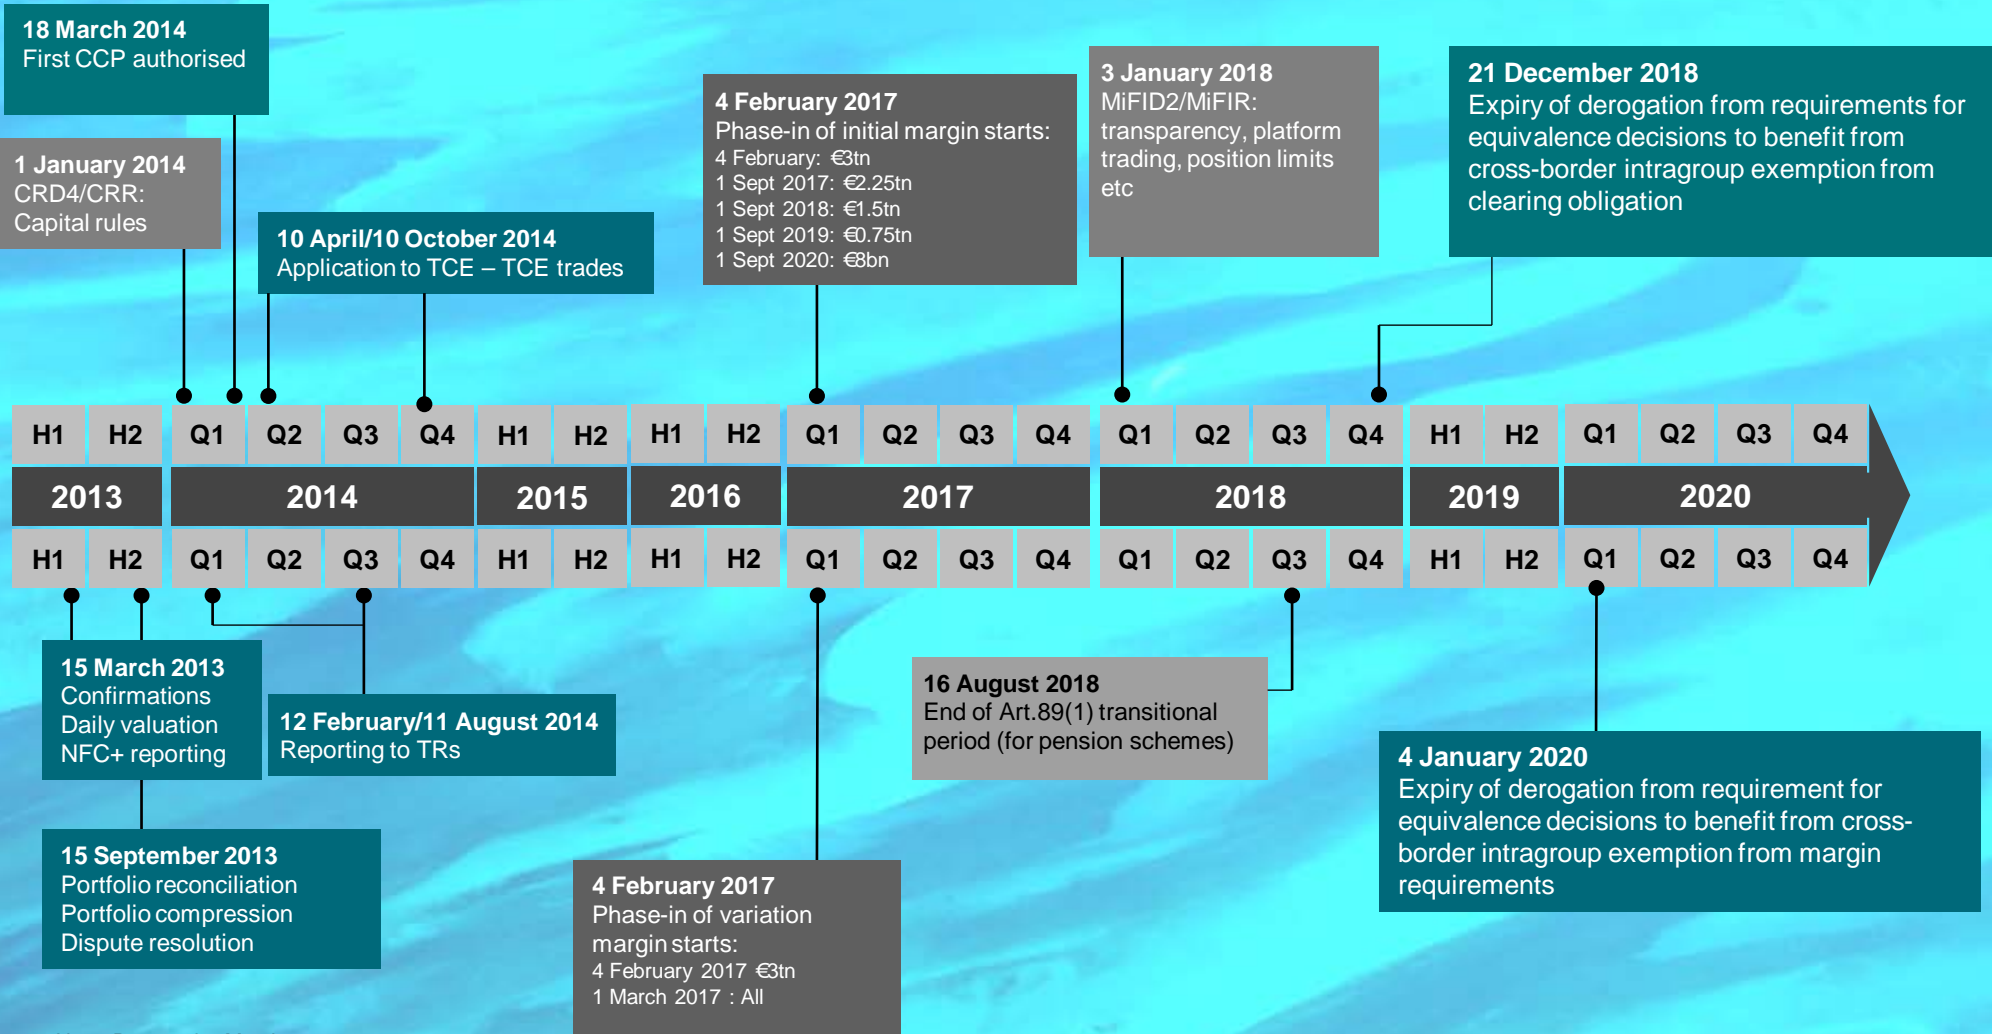 18 March 2014
First CCP authorised
1 January 2014
CRD4/CRR:
Capital rules
10 April/10 October 2014
Application to TCE – TCE trades
4 February 2017
Phase-in of initial margin starts:
4 February: €3tn
1 Sept 2017: €2.25tn
1 Sept 2018: €1.5tn
1 Sept 2019: €0.75tn
1 Sept 2020: €8bn
3 January 2018
MiFID2/MiFIR:
transparency, platform
trading, position limits
etc
21 December 2018
Expiry of derogation from requirements for
equivalence decisions to benefit from
cross-border intragroup exemption from
clearing obligation
H1 H2 Q1 Q2 Q3 Q4 H1 H2 H1 H2 Q1 Q2 Q3 Q4 Q1 Q2 Q3 Q4 H1 H2 Q1 Q2 Q3 Q4
2013 2014 2015 2016 2017 2018 2019 2020
H1 H2 Q1 Q2 Q3 Q4 H1 H2 H1 H2 Q1 Q2 Q3 Q4 Q1 Q2 Q3 Q4 H1 H2 Q1 Q2 Q3 Q4
15 March 2013
Confirmations
Daily valuation
NFC+ reporting
12 February/11 August 2014
Reporting to TRs
15 September 2013
Portfolio reconciliation
Portfolio compression
Dispute resolution
4 February 2017
Phase-in of variation
margin starts:
4 February 2017 €3tn
1 March 2017 : All
16 August 2018
End of Art.89(1) transitional
period (for pension schemes)
4 January 2020
Expiry of derogation from requirement for
equivalence decisions to benefit from cross-
border intragroup exemption from margin
requirements